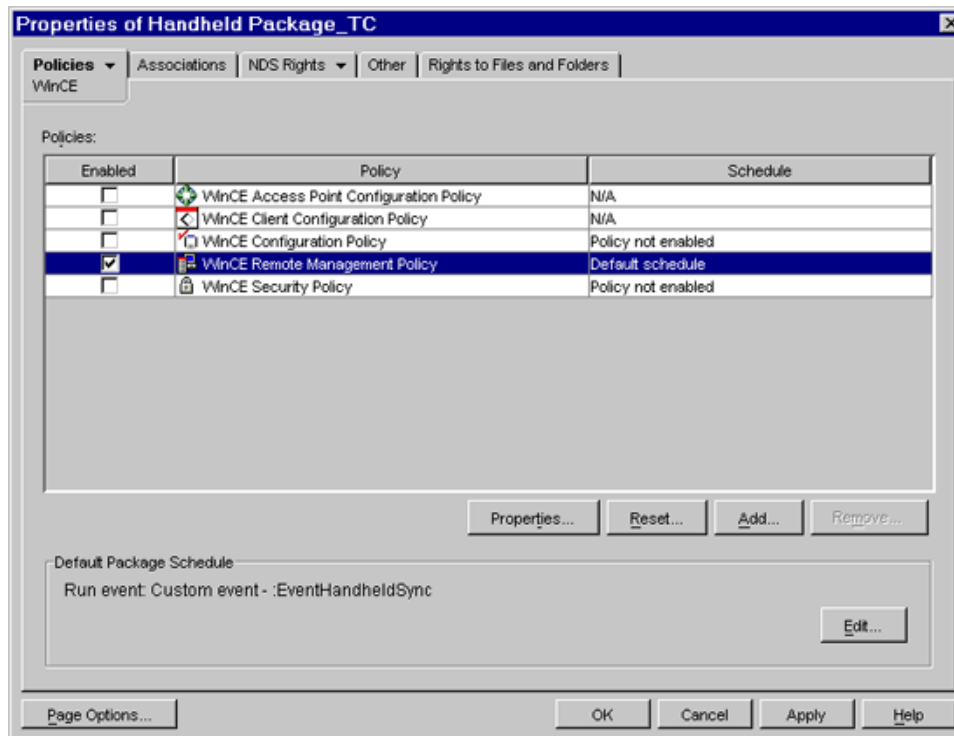 Properties of Handheld Package_TC
Policies Associations NDS Rights Other Rights to Files and Folders
WinCE
Policies:
Enabled Policy Schedule
WinCE Access Point Configuration Policy N/A
WinCE Client Configuration Policy N/A
WinCE Configuration Policy Policy not enabled
WinCE Remote Management Policy Default schedule
WinCE Security Policy Policy not enabled
Properties... Reset... Add... Remove...
Default Package Schedule
Run event: Custom event - :EventHandheldSync
Edit...
Page Options... OK Cancel Apply Help